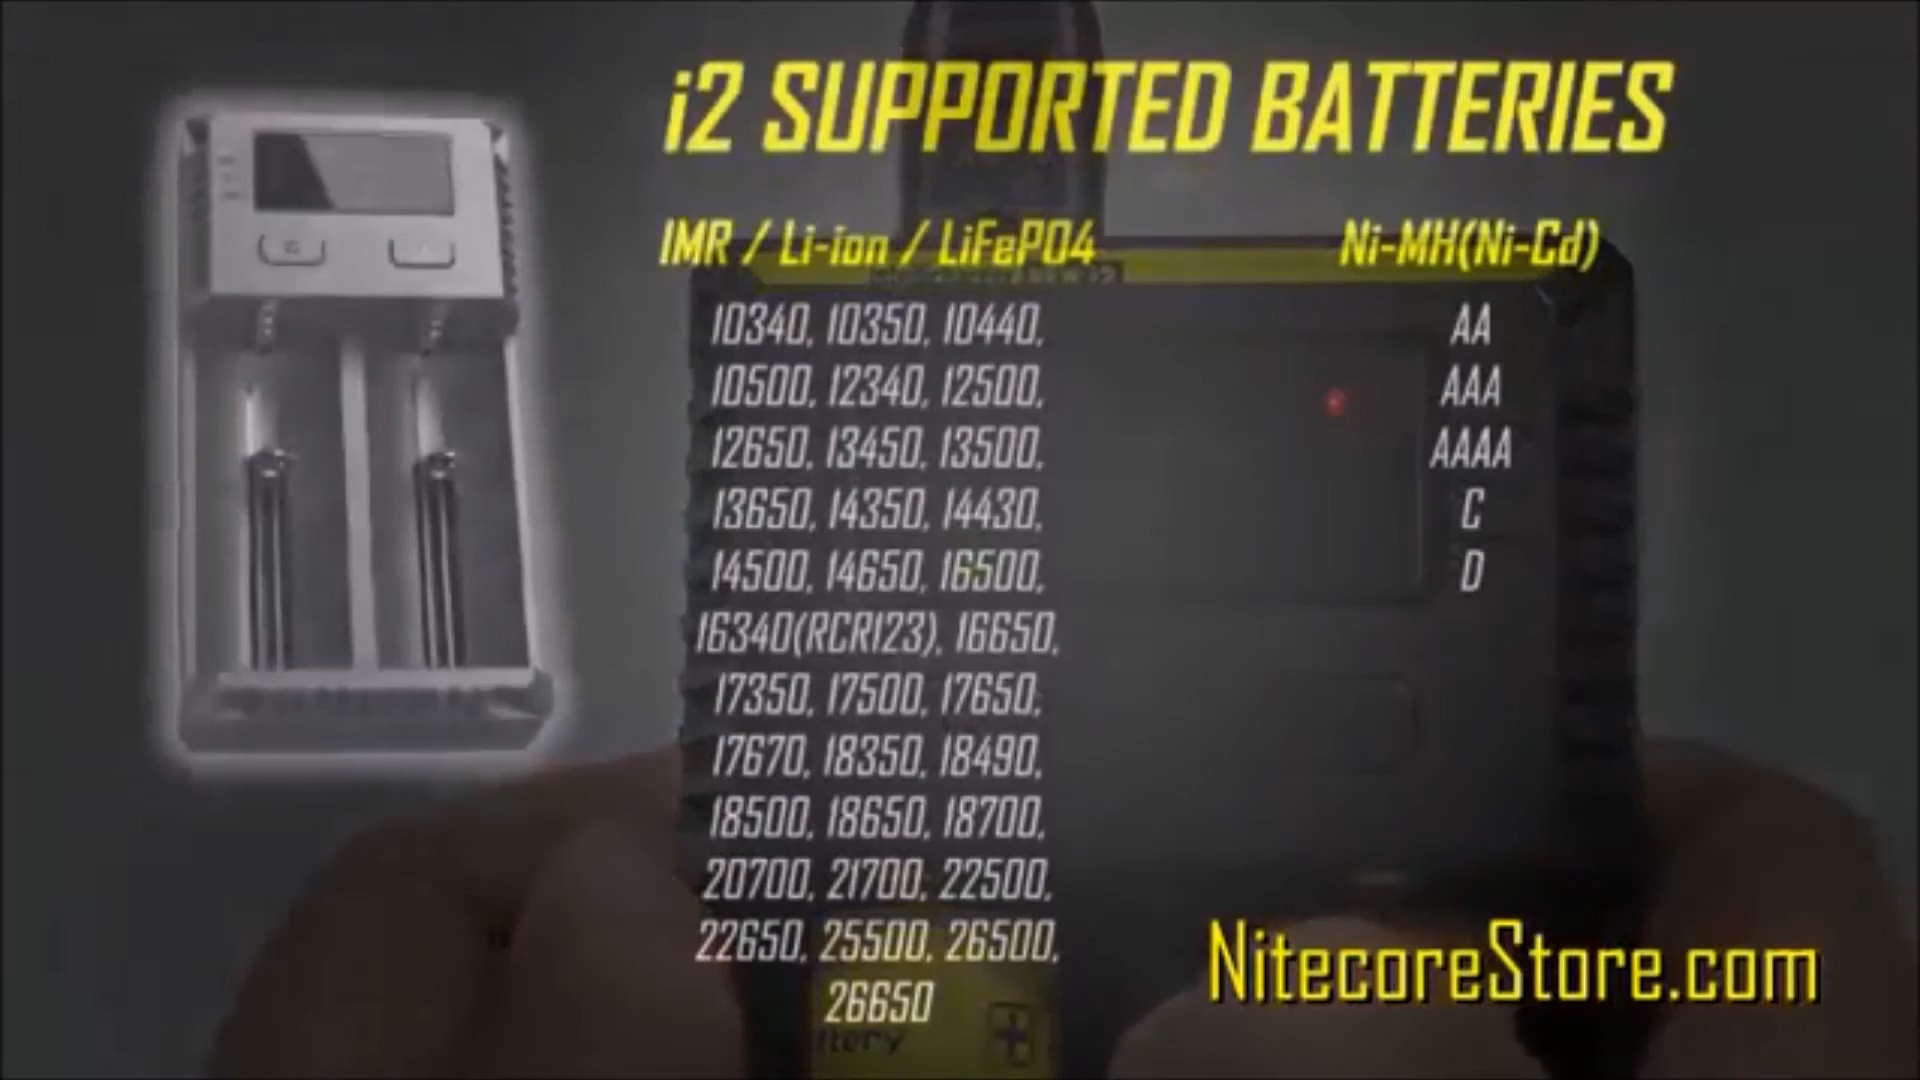 i2 SUPPORTED BATTERIES
IMR / Li-ion / LiFePO4
10340, 10350, 10440,
10500, 12340, 12500,
12650, 13450, 13500,
13650, 14350, 14430,
14500, 14650, 16500,
16340(RCR123), 16650,
17350, 17500, 17650,
17670, 18350, 18490,
18500, 18650, 18700,
20700, 21700, 22500,
22650, 25500, 26500,
26650
Ni-MH(Ni-Cd)
AA
AAA
AAAA
C
D
NitecoreStore.com